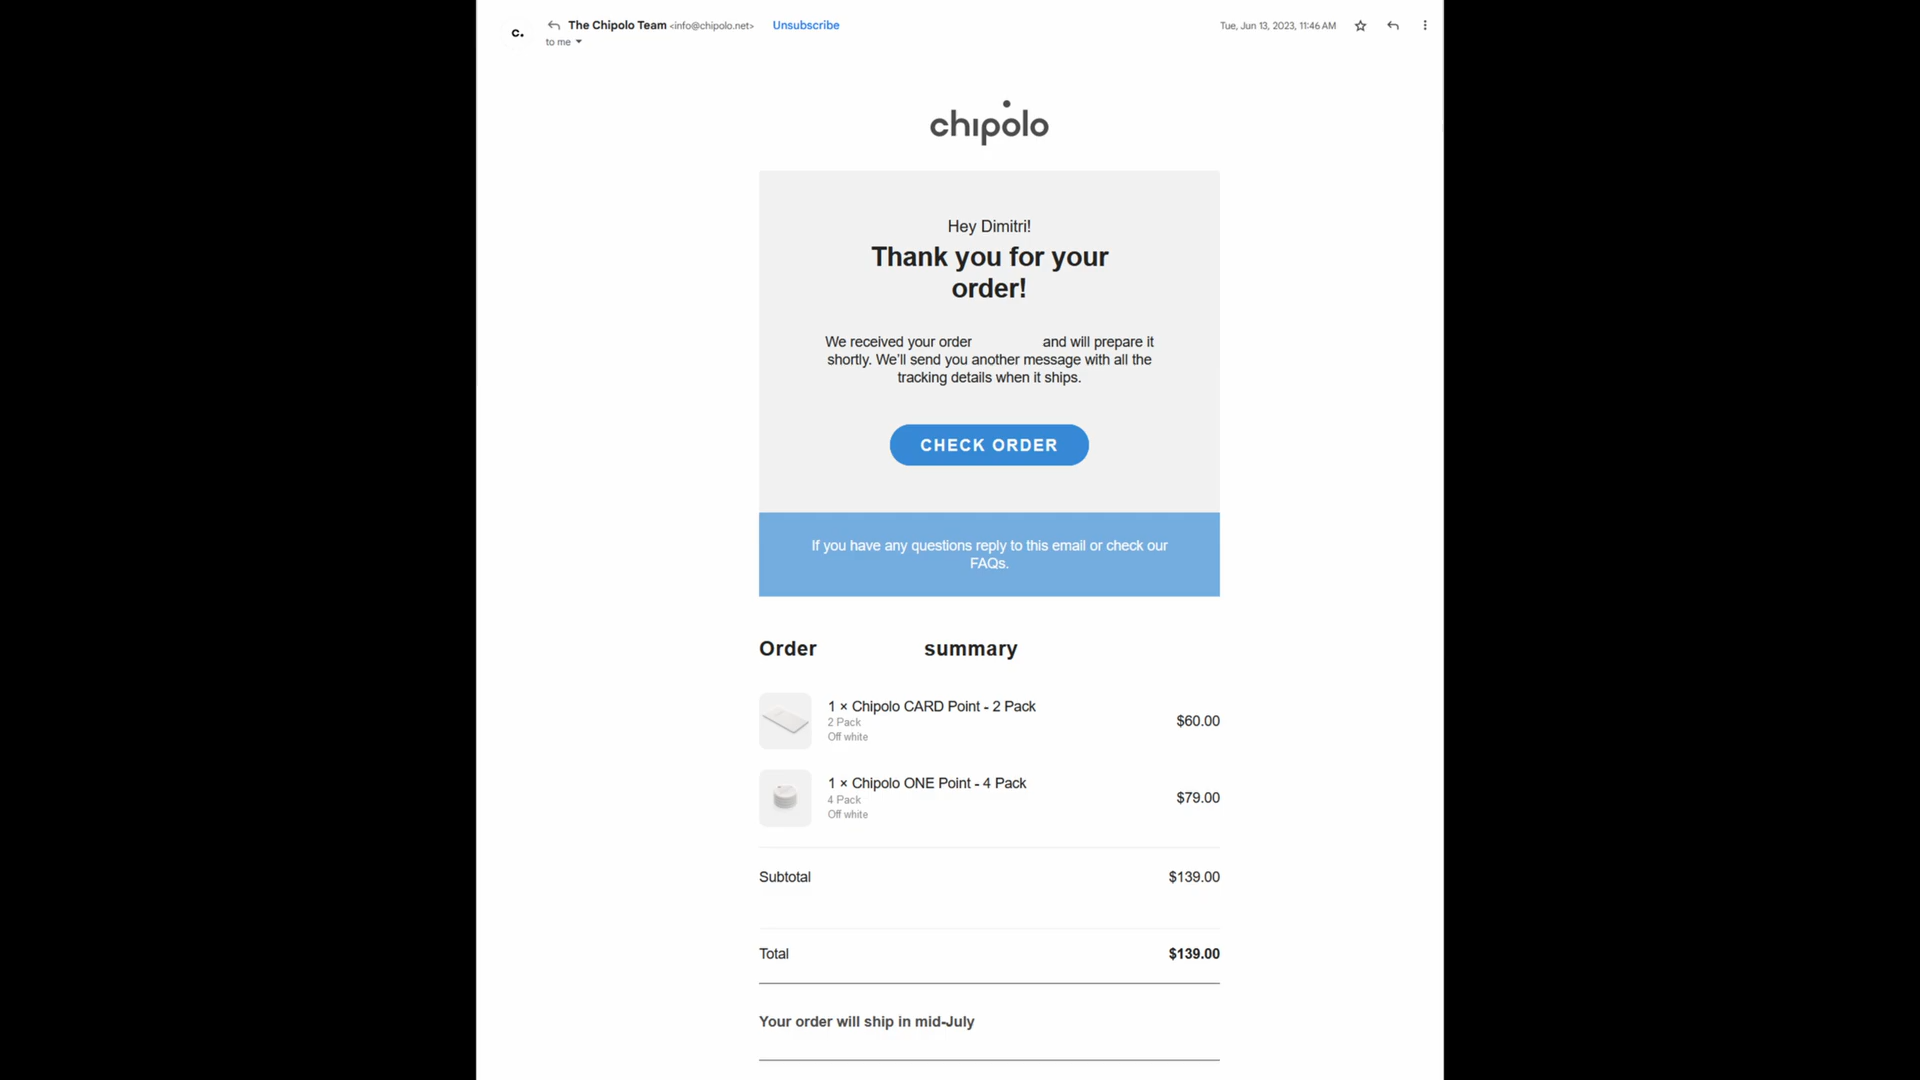 c.
The Chipolo Team <info@chipolo.net> Unsubscribe
Tue, Jun 13, 2023, 11:46 AM
to me
chipolo
Hey Dimitri!
Thank you for your
order!
We received your order and will prepare it
shortly. We'll send you another message with all the
tracking details when it ships.
CHECK ORDER
If you have any questions reply to this email or check our
FAQs.
Order summary
1 × Chipolo CARD Point - 2 Pack
2 Pack
Off white
$60.00
1 × Chipolo ONE Point - 4 Pack
4 Pack
Off white
$79.00
Subtotal $139.00
Total $139.00
Your order will ship in mid-July